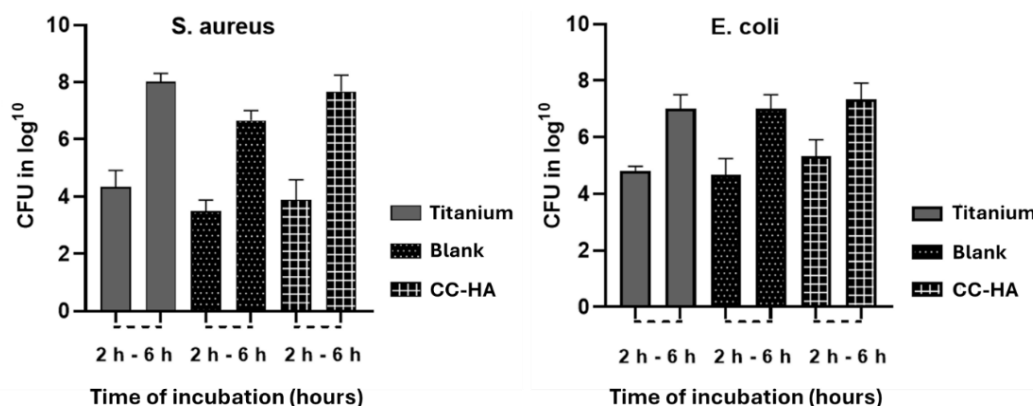 S. aureus
CFU in log¹⁰
10
8
6
4
2
0
2 h - 6 h 2 h - 6 h 2 h - 6 h
Time of incubation (hours)
Titanium
Blank
CC-HA
E. coli
CFU in log¹⁰
10
8
6
4
2
0
2 h - 6 h 2 h - 6 h 2 h - 6 h
Time of incubation (hours)
Titanium
Blank
CC-HA